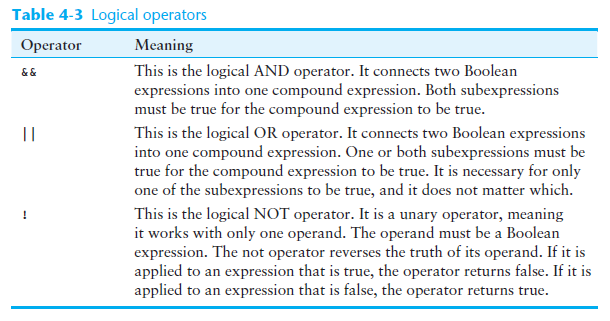 Table 4-3 Logical operators
Operator Meaning
&& This is the logical AND operator. It connects two Boolean
expressions into one compound expression. Both subexpressions
must be true for the compound expression to be true.
|| This is the logical OR operator. It connects two Boolean expressions
into one compound expression. One or both subexpressions must be
true for the compound expression to be true. It is necessary for only
one of the subexpressions to be true, and it does not matter which.
! This is the logical NOT operator. It is a unary operator, meaning
it works with only one operand. The operand must be a Boolean
expression. The not operator reverses the truth of its operand. If it is
applied to an expression that is true, the operator returns false. If it is
applied to an expression that is false, the operator returns true.